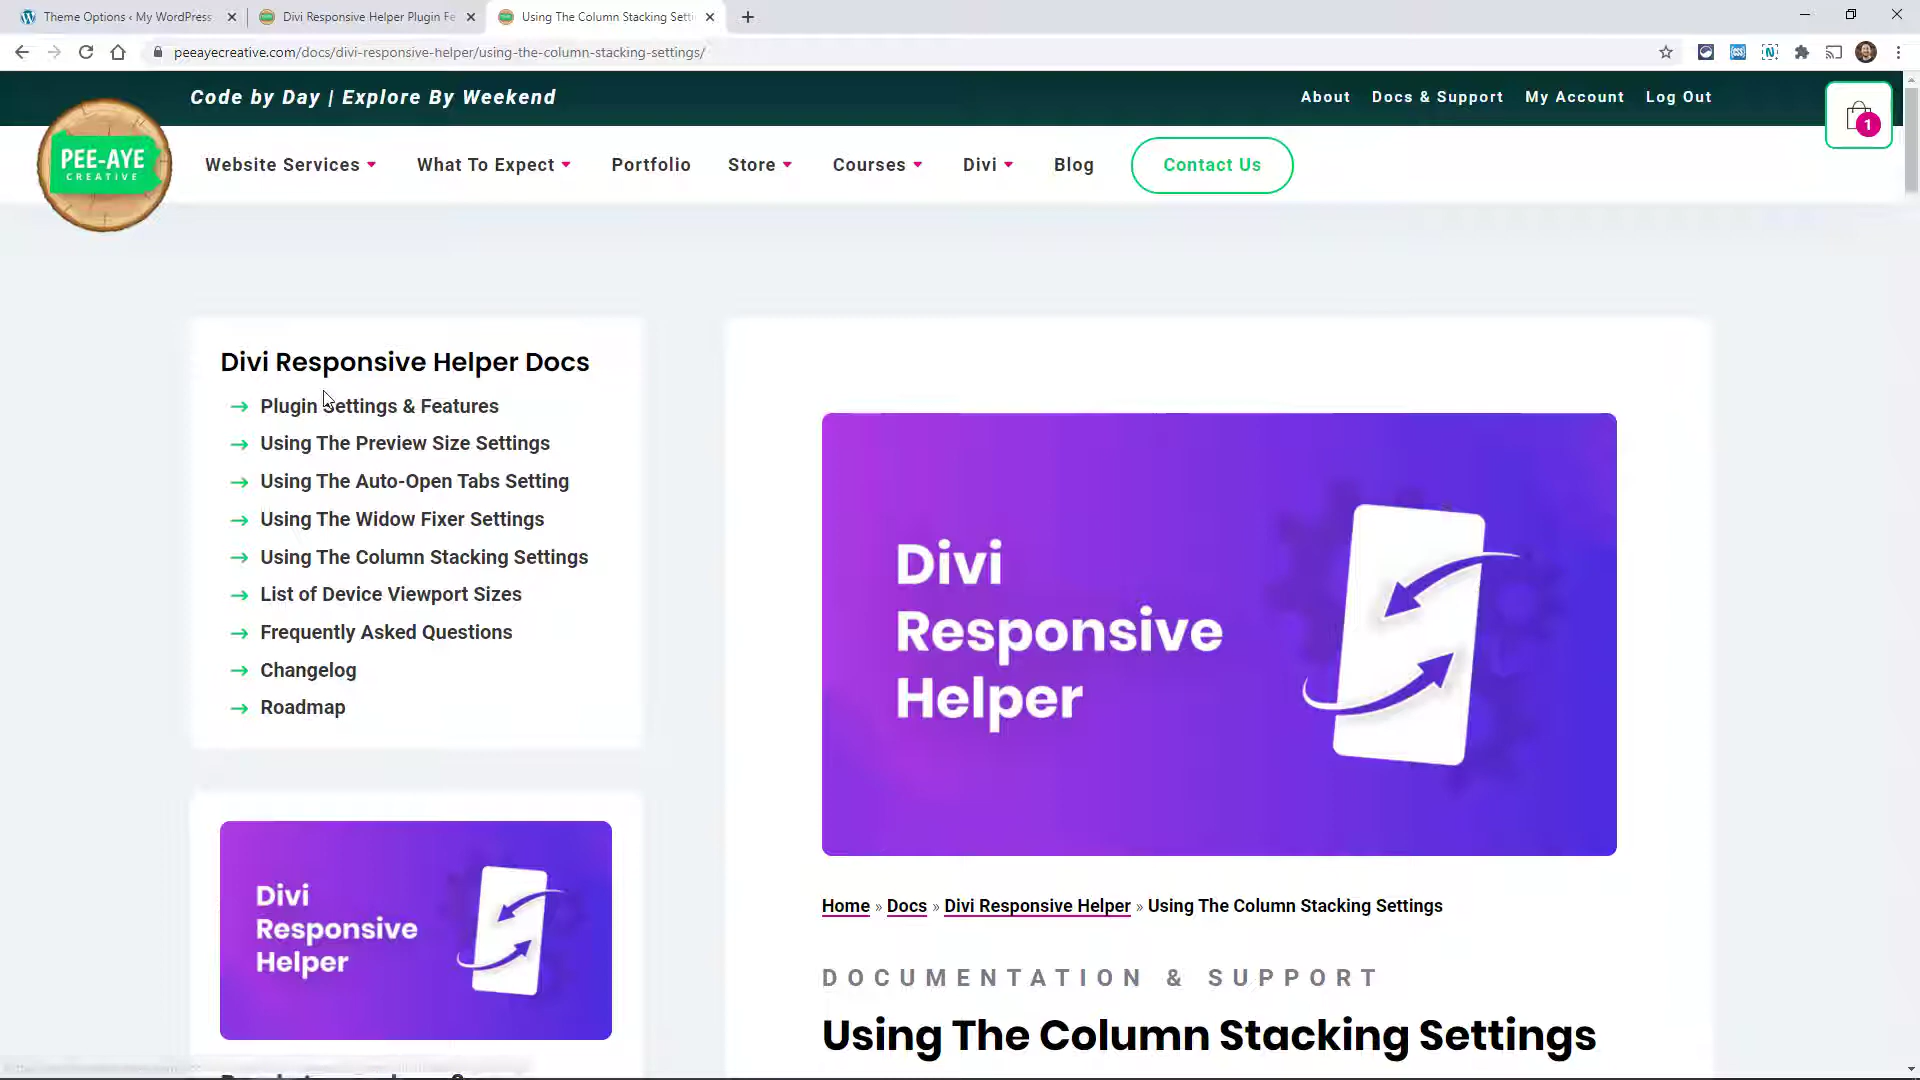 Theme Options ‹ My WordPress
Divi Responsive Helper Plugin Fe
Using The Column Stacking Setti
peeayecreative.com/docs/divi-responsive-helper/using-the-column-stacking-settings/
Code by Day | Explore By Weekend
About Docs & Support My Account Log Out
1
PEE-AYE
CREATIVE
Website Services What To Expect Portfolio Store Courses Divi Blog Contact Us
Divi Responsive Helper Docs
Plugin Settings & Features
Using The Preview Size Settings
Using The Auto-Open Tabs Setting
Using The Widow Fixer Settings
Using The Column Stacking Settings
List of Device Viewport Sizes
Frequently Asked Questions
Changelog
Roadmap
Divi
Responsive
Helper
Divi
Responsive
Helper
Home » Docs » Divi Responsive Helper » Using The Column Stacking Settings
DOCUMENTATION & SUPPORT
Using The Column Stacking Settings